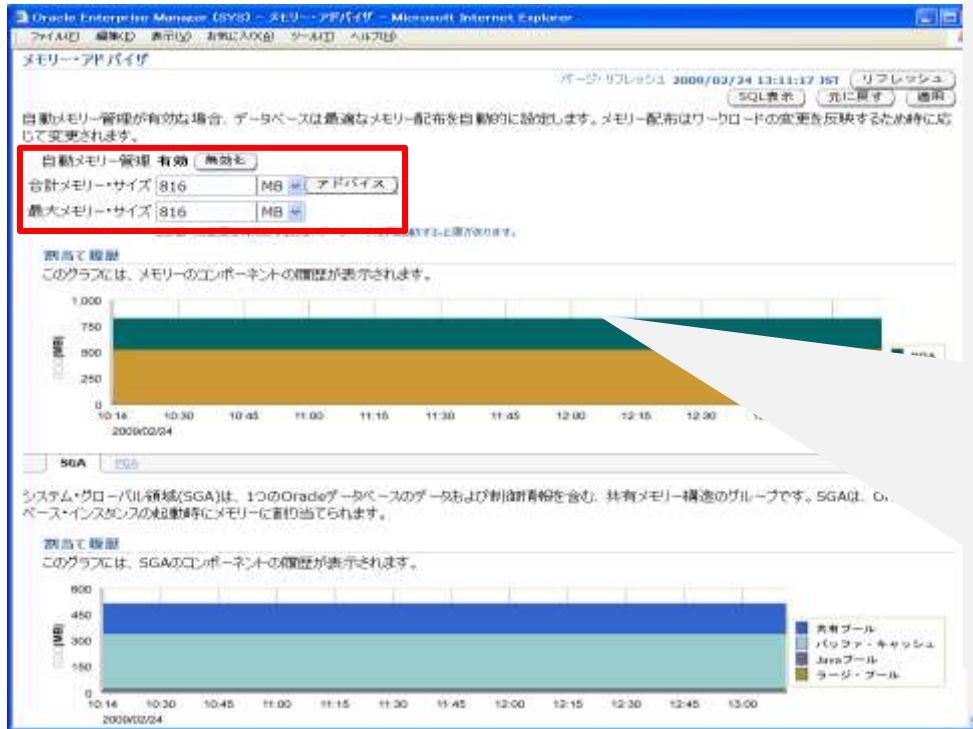 Oracle Enterprise Manager (SYS) - メモリー・アドバイザ - Microsoft Internet Explorer
ファイル(F) 編集(E) 表示(V) お気に入り(A) ツール(T) ヘルプ(H)
メモリー・アドバイザ
ページ・リフレッシュ 2009/02/24 13:11:17 JST リフレッシュ
SQL表示 元に戻す 適用
自動メモリー管理が有効な場合、データベースは最適なメモリー配布を自動的に設定します。メモリー配布はワークロードの変更を反映するため時に応
じて変更されます。
自動メモリー管理 有効 無効化
合計メモリー・サイズ 816 MB アドバイス
最大メモリー・サイズ 816 MB
割当て履歴
このグラフには、メモリーのコンポーネントの履歴が表示されます。
1,000
750
500
250
0
(MB)
10:14 10:30 10:45 11:00 11:15 11:30 11:45 12:00 12:15 12:30
2009/02/24
SGA PGA
システム・グローバル領域(SGA)は、1つのOracleデータベースのデータおよび制御情報を含む、共有メモリー構造のグループです。SGAは、
ベース・インスタンスの起動時にメモリーに割り当てられます。
割当て履歴
このグラフには、SGAのコンポーネントの履歴が表示されます。
600
450
300
150
0
(MB)
10:14 10:30 10:45 11:00 11:15 11:30 11:45 12:00 12:15 12:30 12:45 13:00
2009/02/24
共有プール
バッファ・キャッシュ
Javaプール
ラージ・プール